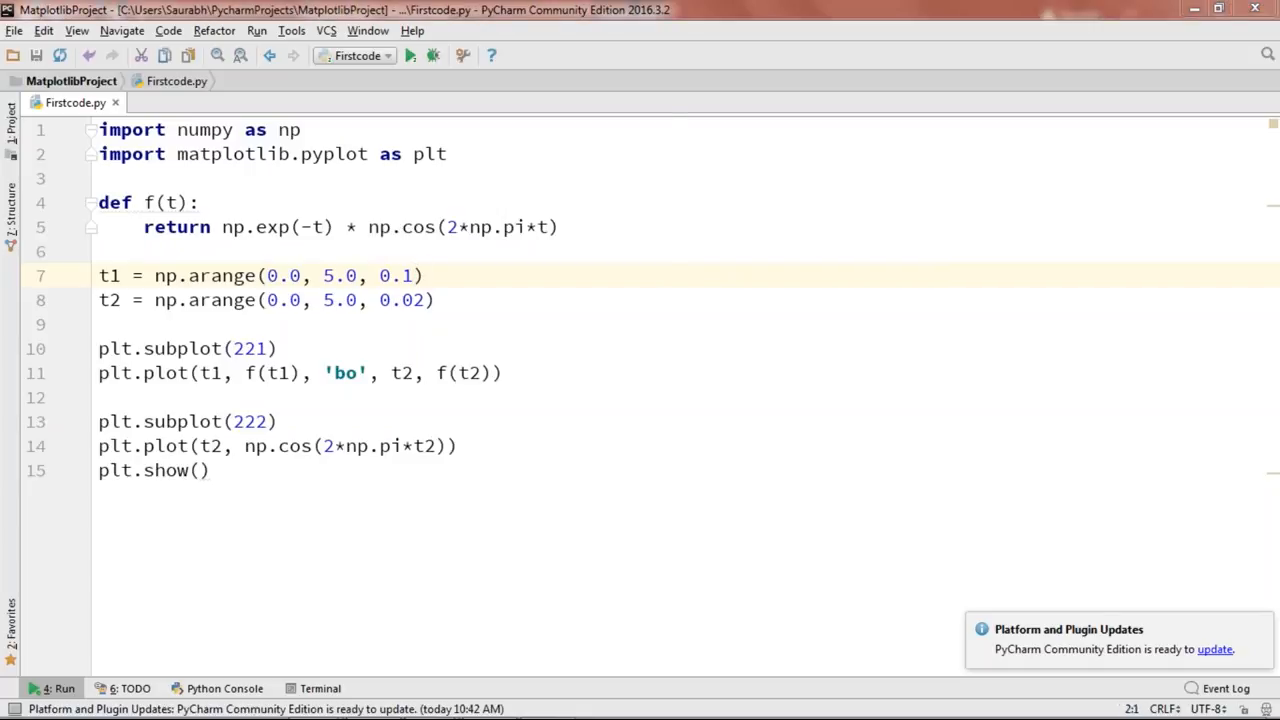 MatplotlibProject - [C:\Users\Saurabh\PycharmProjects\MatplotlibProject] - ...\Firstcode.py - PyCharm Community Edition 2016.3.2
File Edit View Navigate Code Refactor Run Tools VCS Window Help
Firstcode
MatplotlibProject Firstcode.py
Firstcode.py
1: Project
Z: Structure
2: Favorites
1 import numpy as np
2 import matplotlib.pyplot as plt
3
4 def f(t):
5 return np.exp(-t) * np.cos(2*np.pi*t)
6
7 t1 = np.arange(0.0, 5.0, 0.1)
8 t2 = np.arange(0.0, 5.0, 0.02)
9
10 plt.subplot(221)
11 plt.plot(t1, f(t1), 'bo', t2, f(t2))
12
13 plt.subplot(222)
14 plt.plot(t2, np.cos(2*np.pi*t2))
15 plt.show()
Platform and Plugin Updates
PyCharm Community Edition is ready to update.
4: Run 6: TODO Python Console Terminal Event Log
Platform and Plugin Updates: PyCharm Community Edition is ready to update. (today 10:42 AM) 2:1 CRLF÷ UTF-8÷